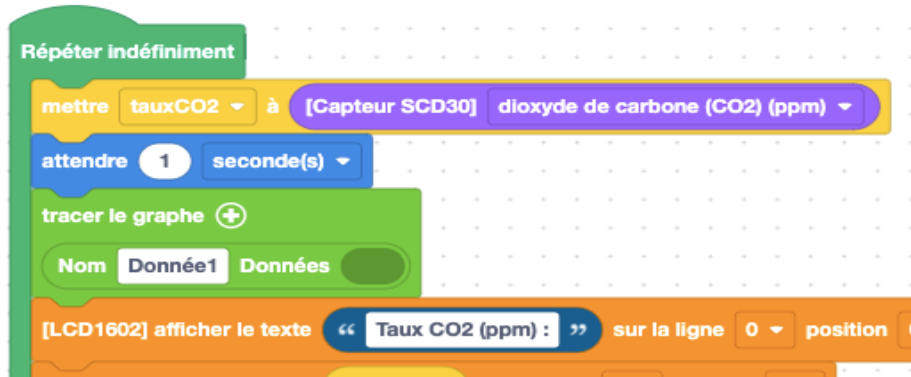 Répéter indéfiniment
mettre tauxCO2 à [Capteur SCD30] dioxyde de carbone (CO2) (ppm)
attendre 1 seconde(s)
tracer le graphe
Nom Donnée1 Données
[LCD1602] afficher le texte “ Taux CO2 (ppm) : ” sur la ligne 0 position